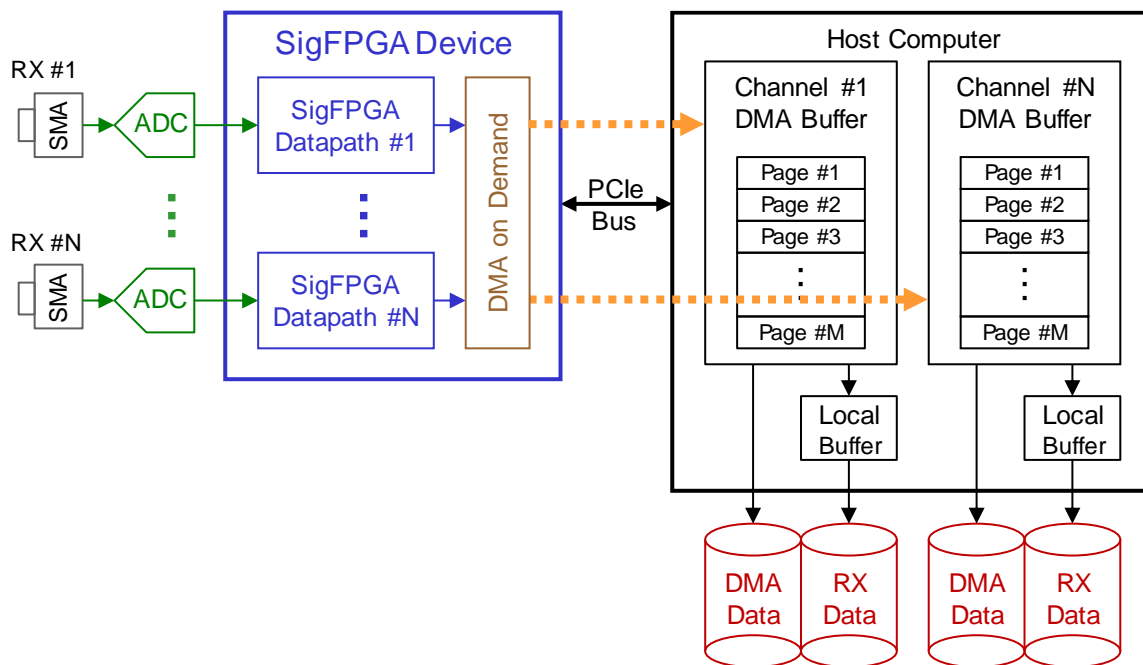 SigFPGA Device
Host Computer
RX #1
SMA
ADC
SigFPGA
Datapath #1
DMA on Demand
PCIe
Bus
Channel #1
DMA Buffer
Page #1
Page #2
Page #3
Page #M
Channel #N
DMA Buffer
Page #1
Page #2
Page #3
Page #M
RX #N
SMA
ADC
SigFPGA
Datapath #N
Local
Buffer
Local
Buffer
DMA
Data
RX
Data
DMA
Data
RX
Data